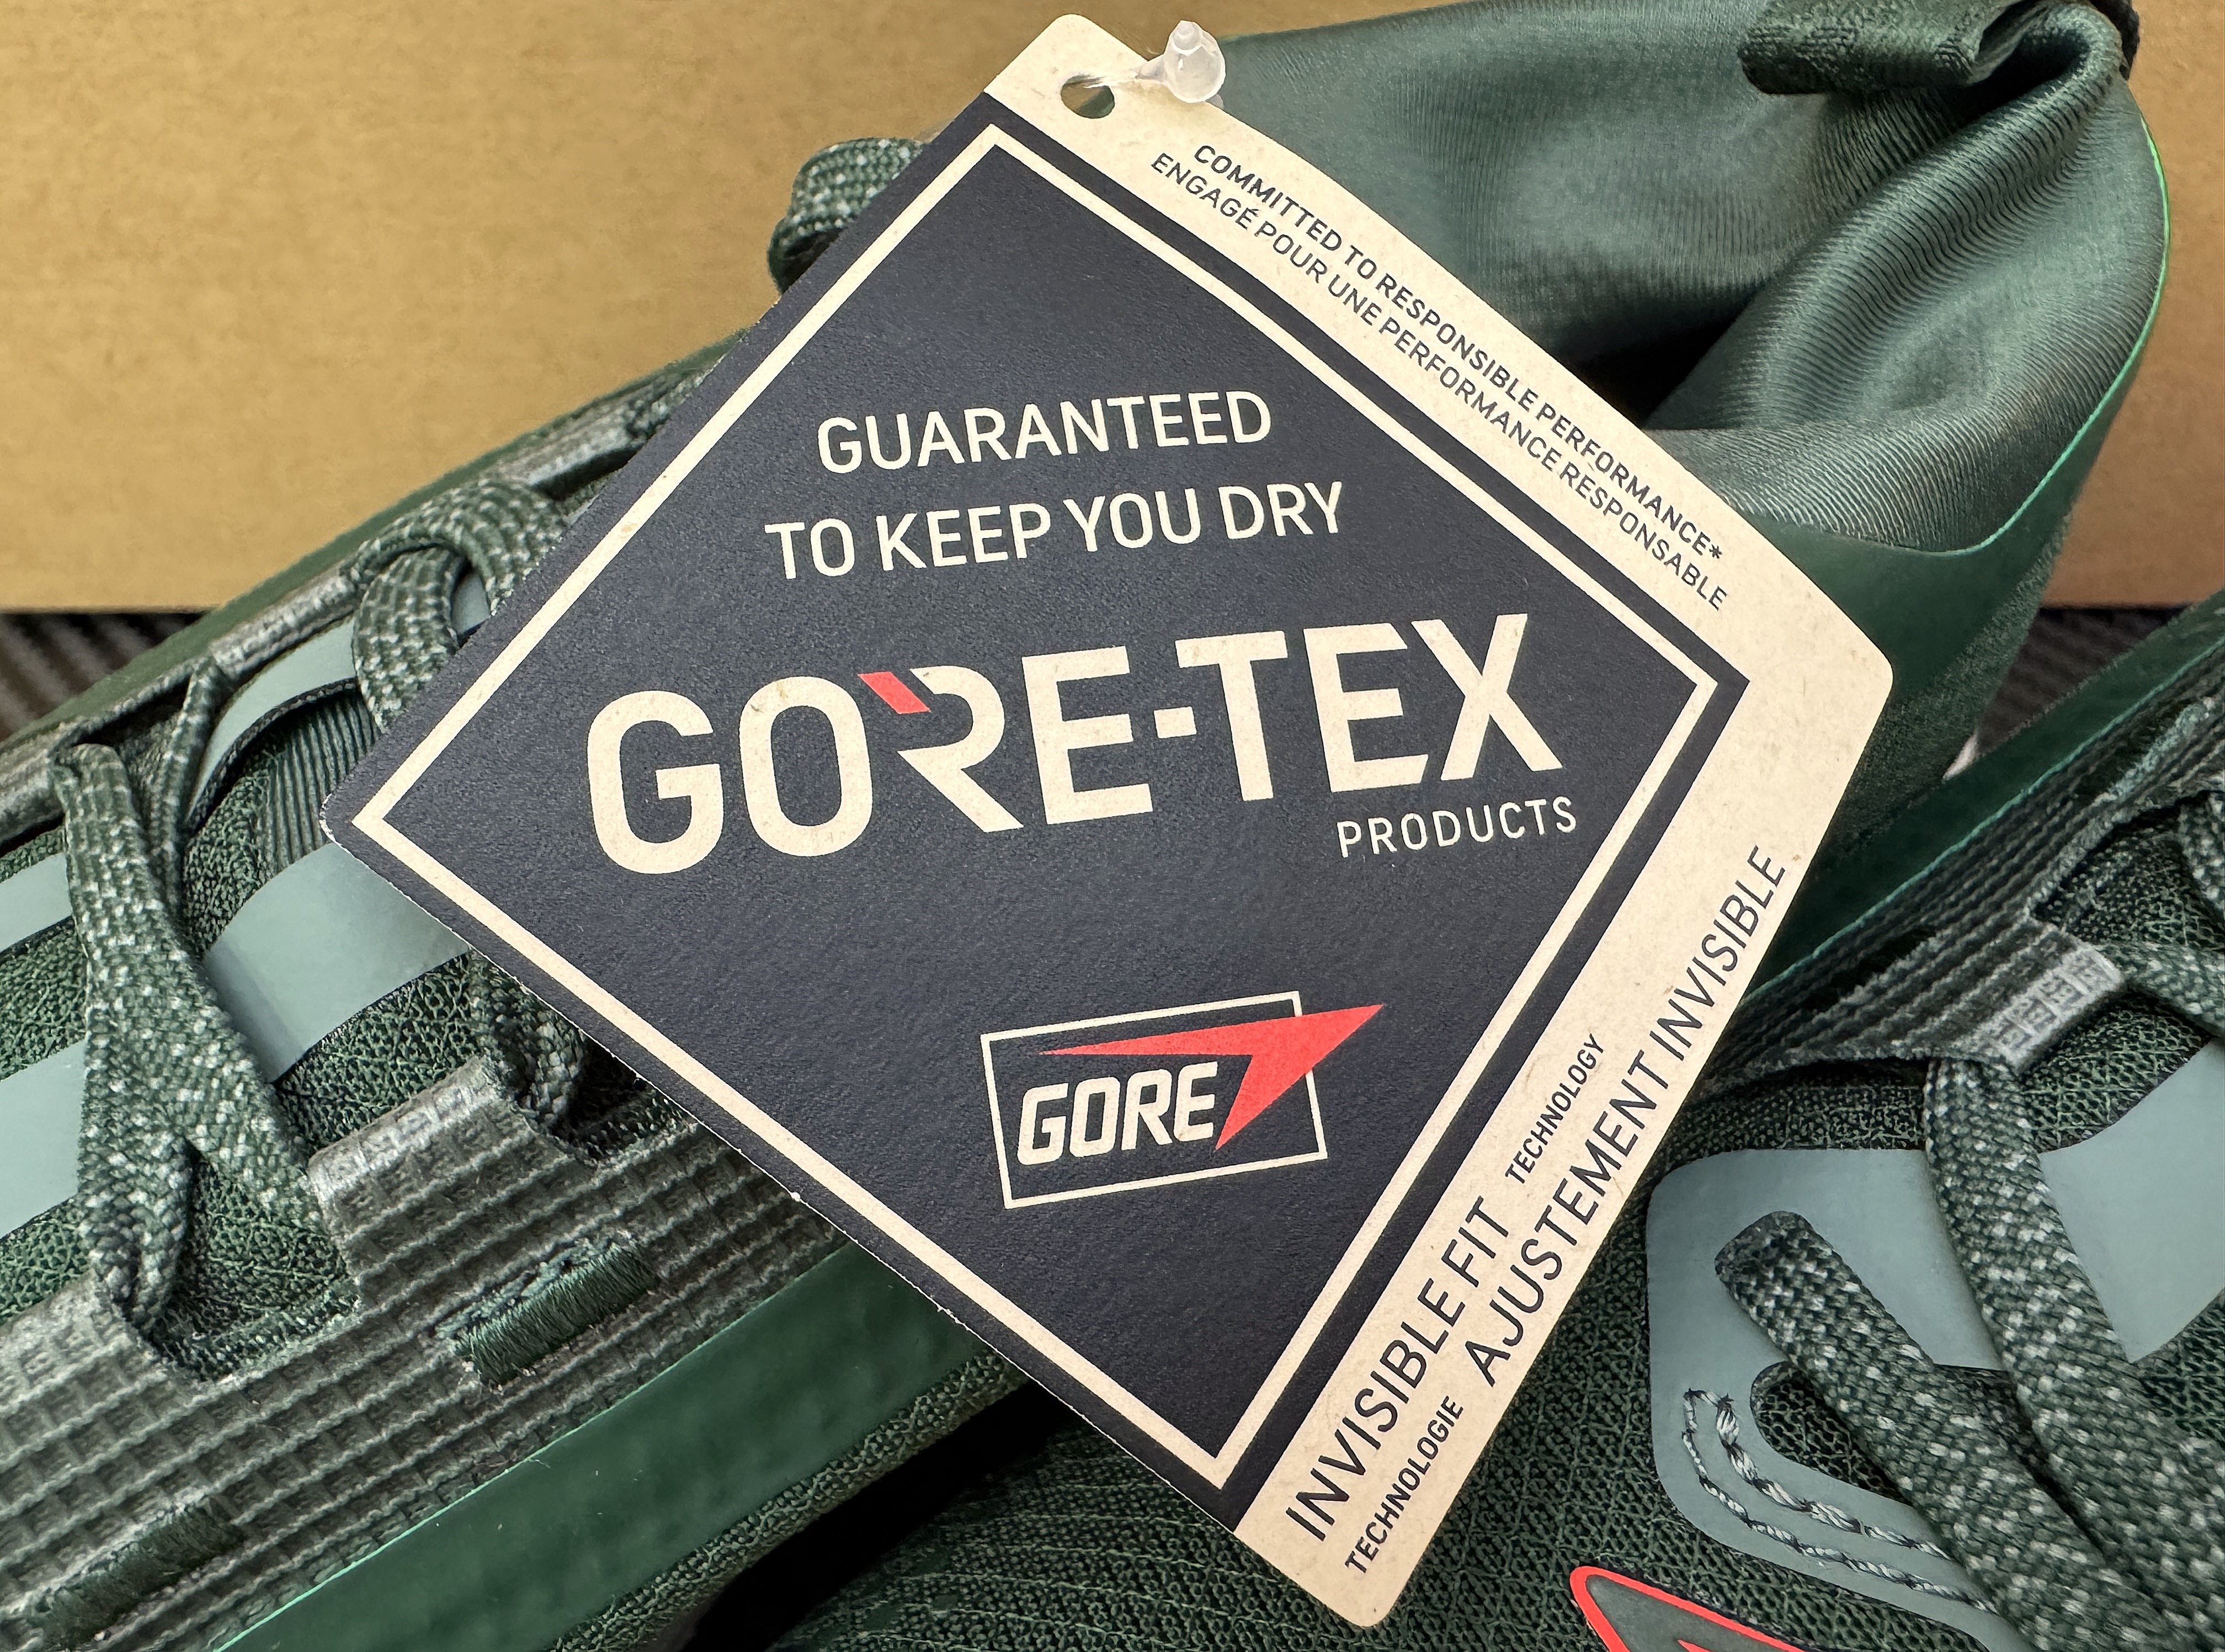 COMMITTED TO RESPONSIBLE PERFORMANCE*
ENGAGÉ POUR UNE PERFORMANCE RESPONSABLE
GUARANTEED
TO KEEP YOU DRY
GORE-TEX
PRODUCTS
GORE
INVISIBLE FIT TECHNOLOGY
TECHNOLOGIE AJUSTEMENT INVISIBLE